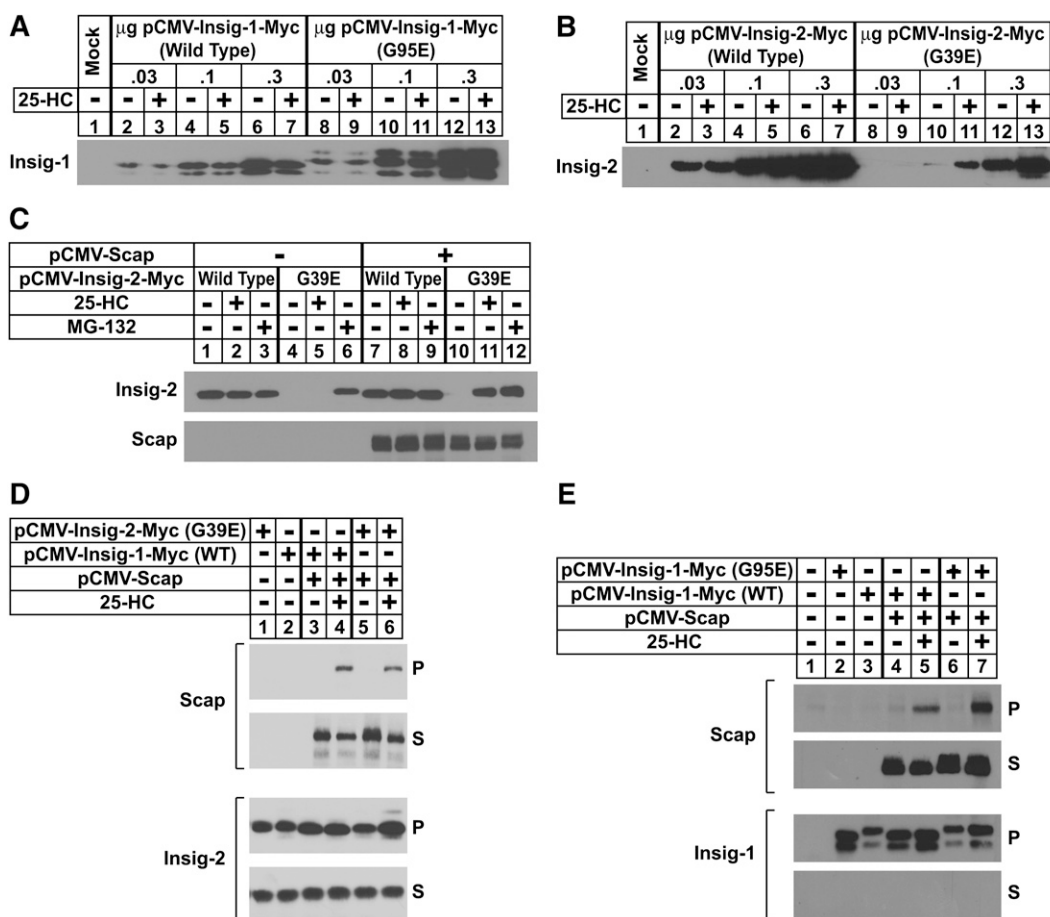 A
Mock
µg pCMV-Insig-1-Myc (Wild Type)
µg pCMV-Insig-1-Myc (G95E)
.03 .1 .3 .03 .1 .3
25-HC - - + - + - + - + - + - +
1 2 3 4 5 6 7 8 9 10 11 12 13
Insig-1
B
Mock
µg pCMV-Insig-2-Myc (Wild Type)
µg pCMV-Insig-2-Myc (G39E)
.03 .1 .3 .03 .1 .3
25-HC - - + - + - + - + - + - +
1 2 3 4 5 6 7 8 9 10 11 12 13
Insig-2
C
pCMV-Scap - +
pCMV-Insig-2-Myc Wild Type G39E Wild Type G39E
25-HC - + - - + - - + - - + -
MG-132 - - + - - + - - + - - +
1 2 3 4 5 6 7 8 9 10 11 12
Insig-2
Scap
D
pCMV-Insig-2-Myc (G39E) + - - - + +
pCMV-Insig-1-Myc (WT) - + + + - -
pCMV-Scap - - + + + +
25-HC - - - + - +
1 2 3 4 5 6
Scap
P
S
Insig-2
P
S
E
pCMV-Insig-1-Myc (G95E) - + - - - + +
pCMV-Insig-1-Myc (WT) - - + + + - -
pCMV-Scap - - - + + + +
25-HC - - - - + - +
1 2 3 4 5 6 7
Scap
P
S
Insig-1
P
S